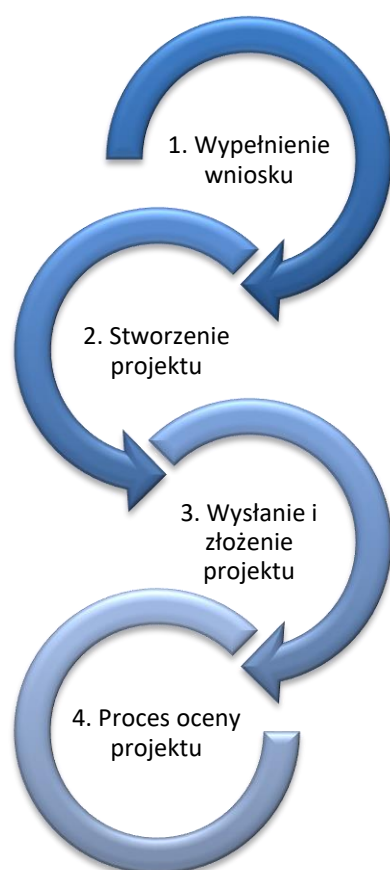 1. Wypełnienie
wniosku
2. Stworzenie
projektu
3. Wysłanie i
złożenie
projektu
4. Proces oceny
projektu